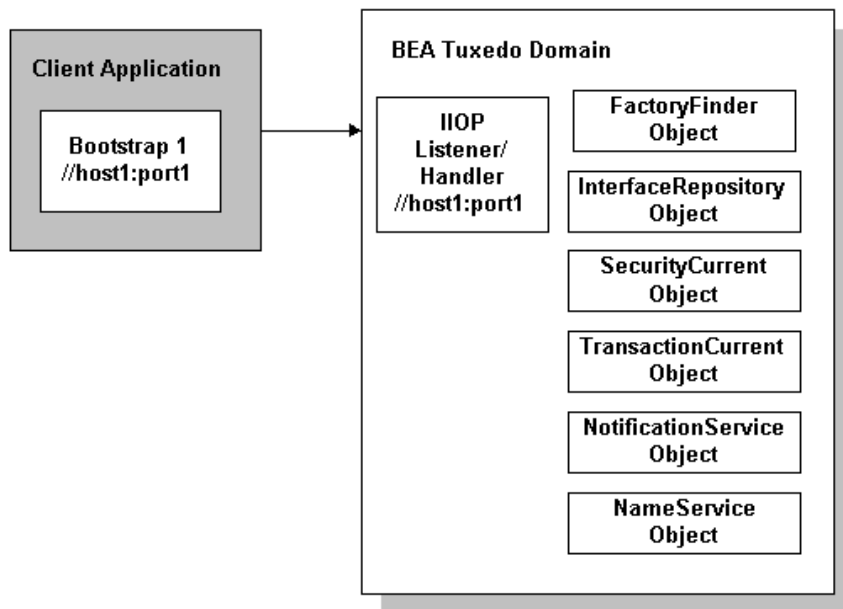 Client Application
Bootstrap 1
//host1:port1
BEA Tuxedo Domain
IIOP
Listener/
Handler
//host1:port1
FactoryFinder
Object
InterfaceRepository
Object
SecurityCurrent
Object
TransactionCurrent
Object
NotificationService
Object
NameService
Object